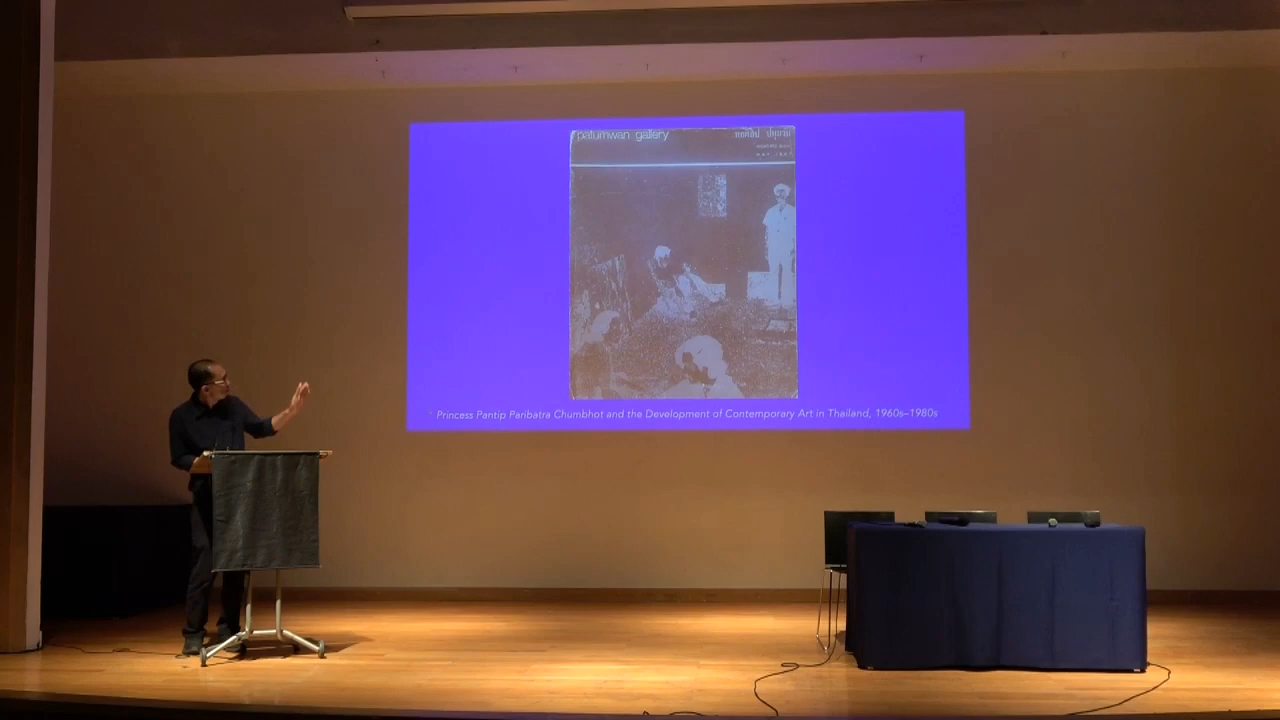 patumwan gallery
Princess Pantip Paribatra Chumbhot and the Development of Contemporary Art in Thailand, 1960s–1980s